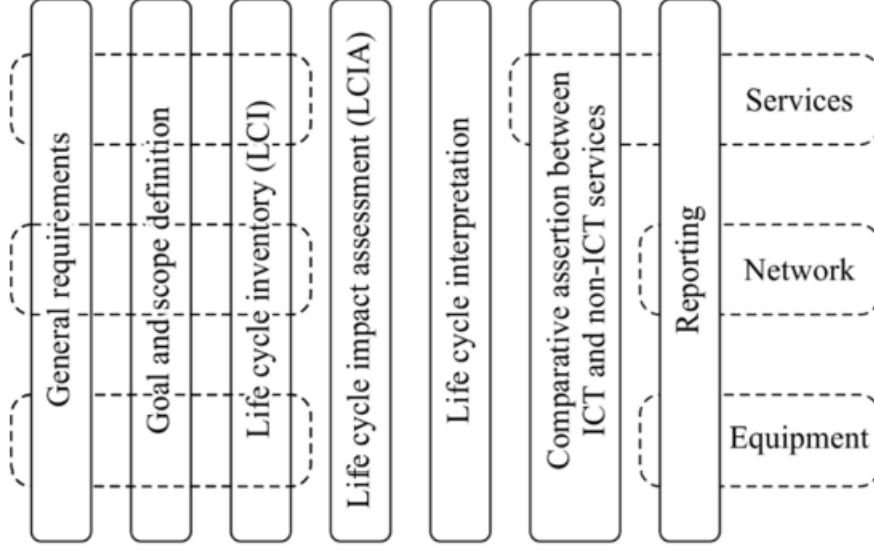 General requirements
Goal and scope definition
Life cycle inventory (LCI)
Life cycle impact assessment (LCIA)
Life cycle interpretation
Comparative assertion between
ICT and non-ICT services
Reporting
Services
Network
Equipment